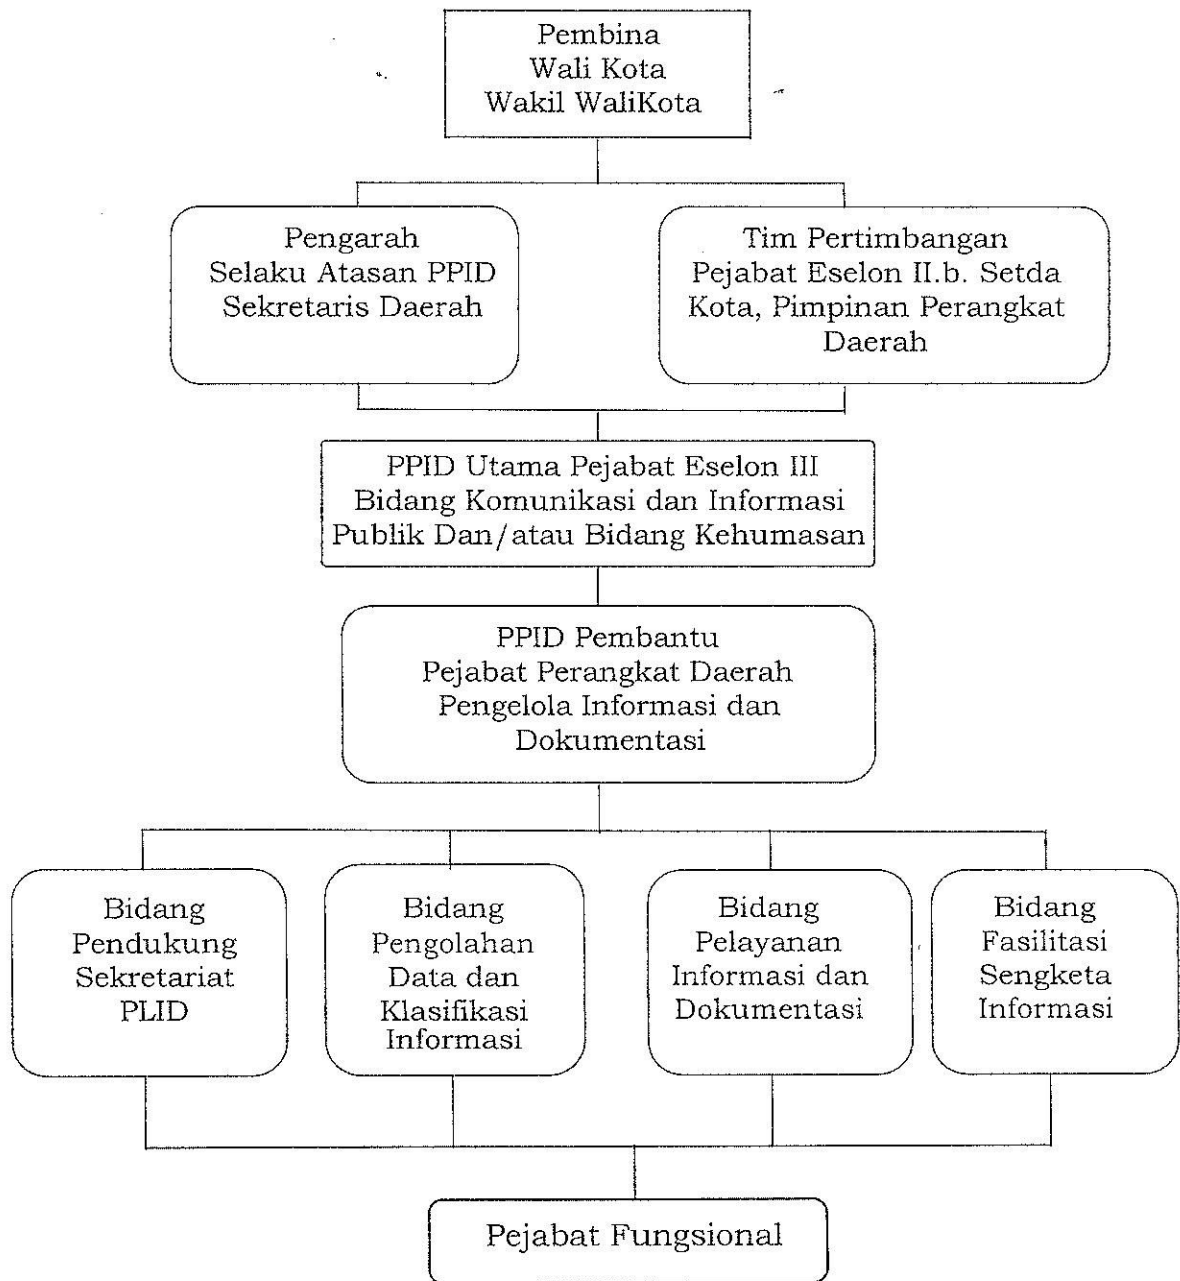 Pembina
Wali Kota
Wakil WaliKota
Pengarah
Selaku Atasan PPID
Sekretaris Daerah
Tim Pertimbangan
Pejabat Eselon II.b. Setda
Kota, Pimpinan Perangkat
Daerah
PPID Utama Pejabat Eselon III
Bidang Komunikasi dan Informasi
Publik Dan/atau Bidang Kehumasan
PPID Pembantu
Pejabat Perangkat Daerah
Pengelola Informasi dan
Dokumentasi
Bidang
Pendukung
Sekretariat
PLID
Bidang
Pengolahan
Data dan
Klasifikasi
Informasi
Bidang
Pelayanan
Informasi dan
Dokumentasi
Bidang
Fasilitasi
Sengketa
Informasi
Pejabat Fungsional